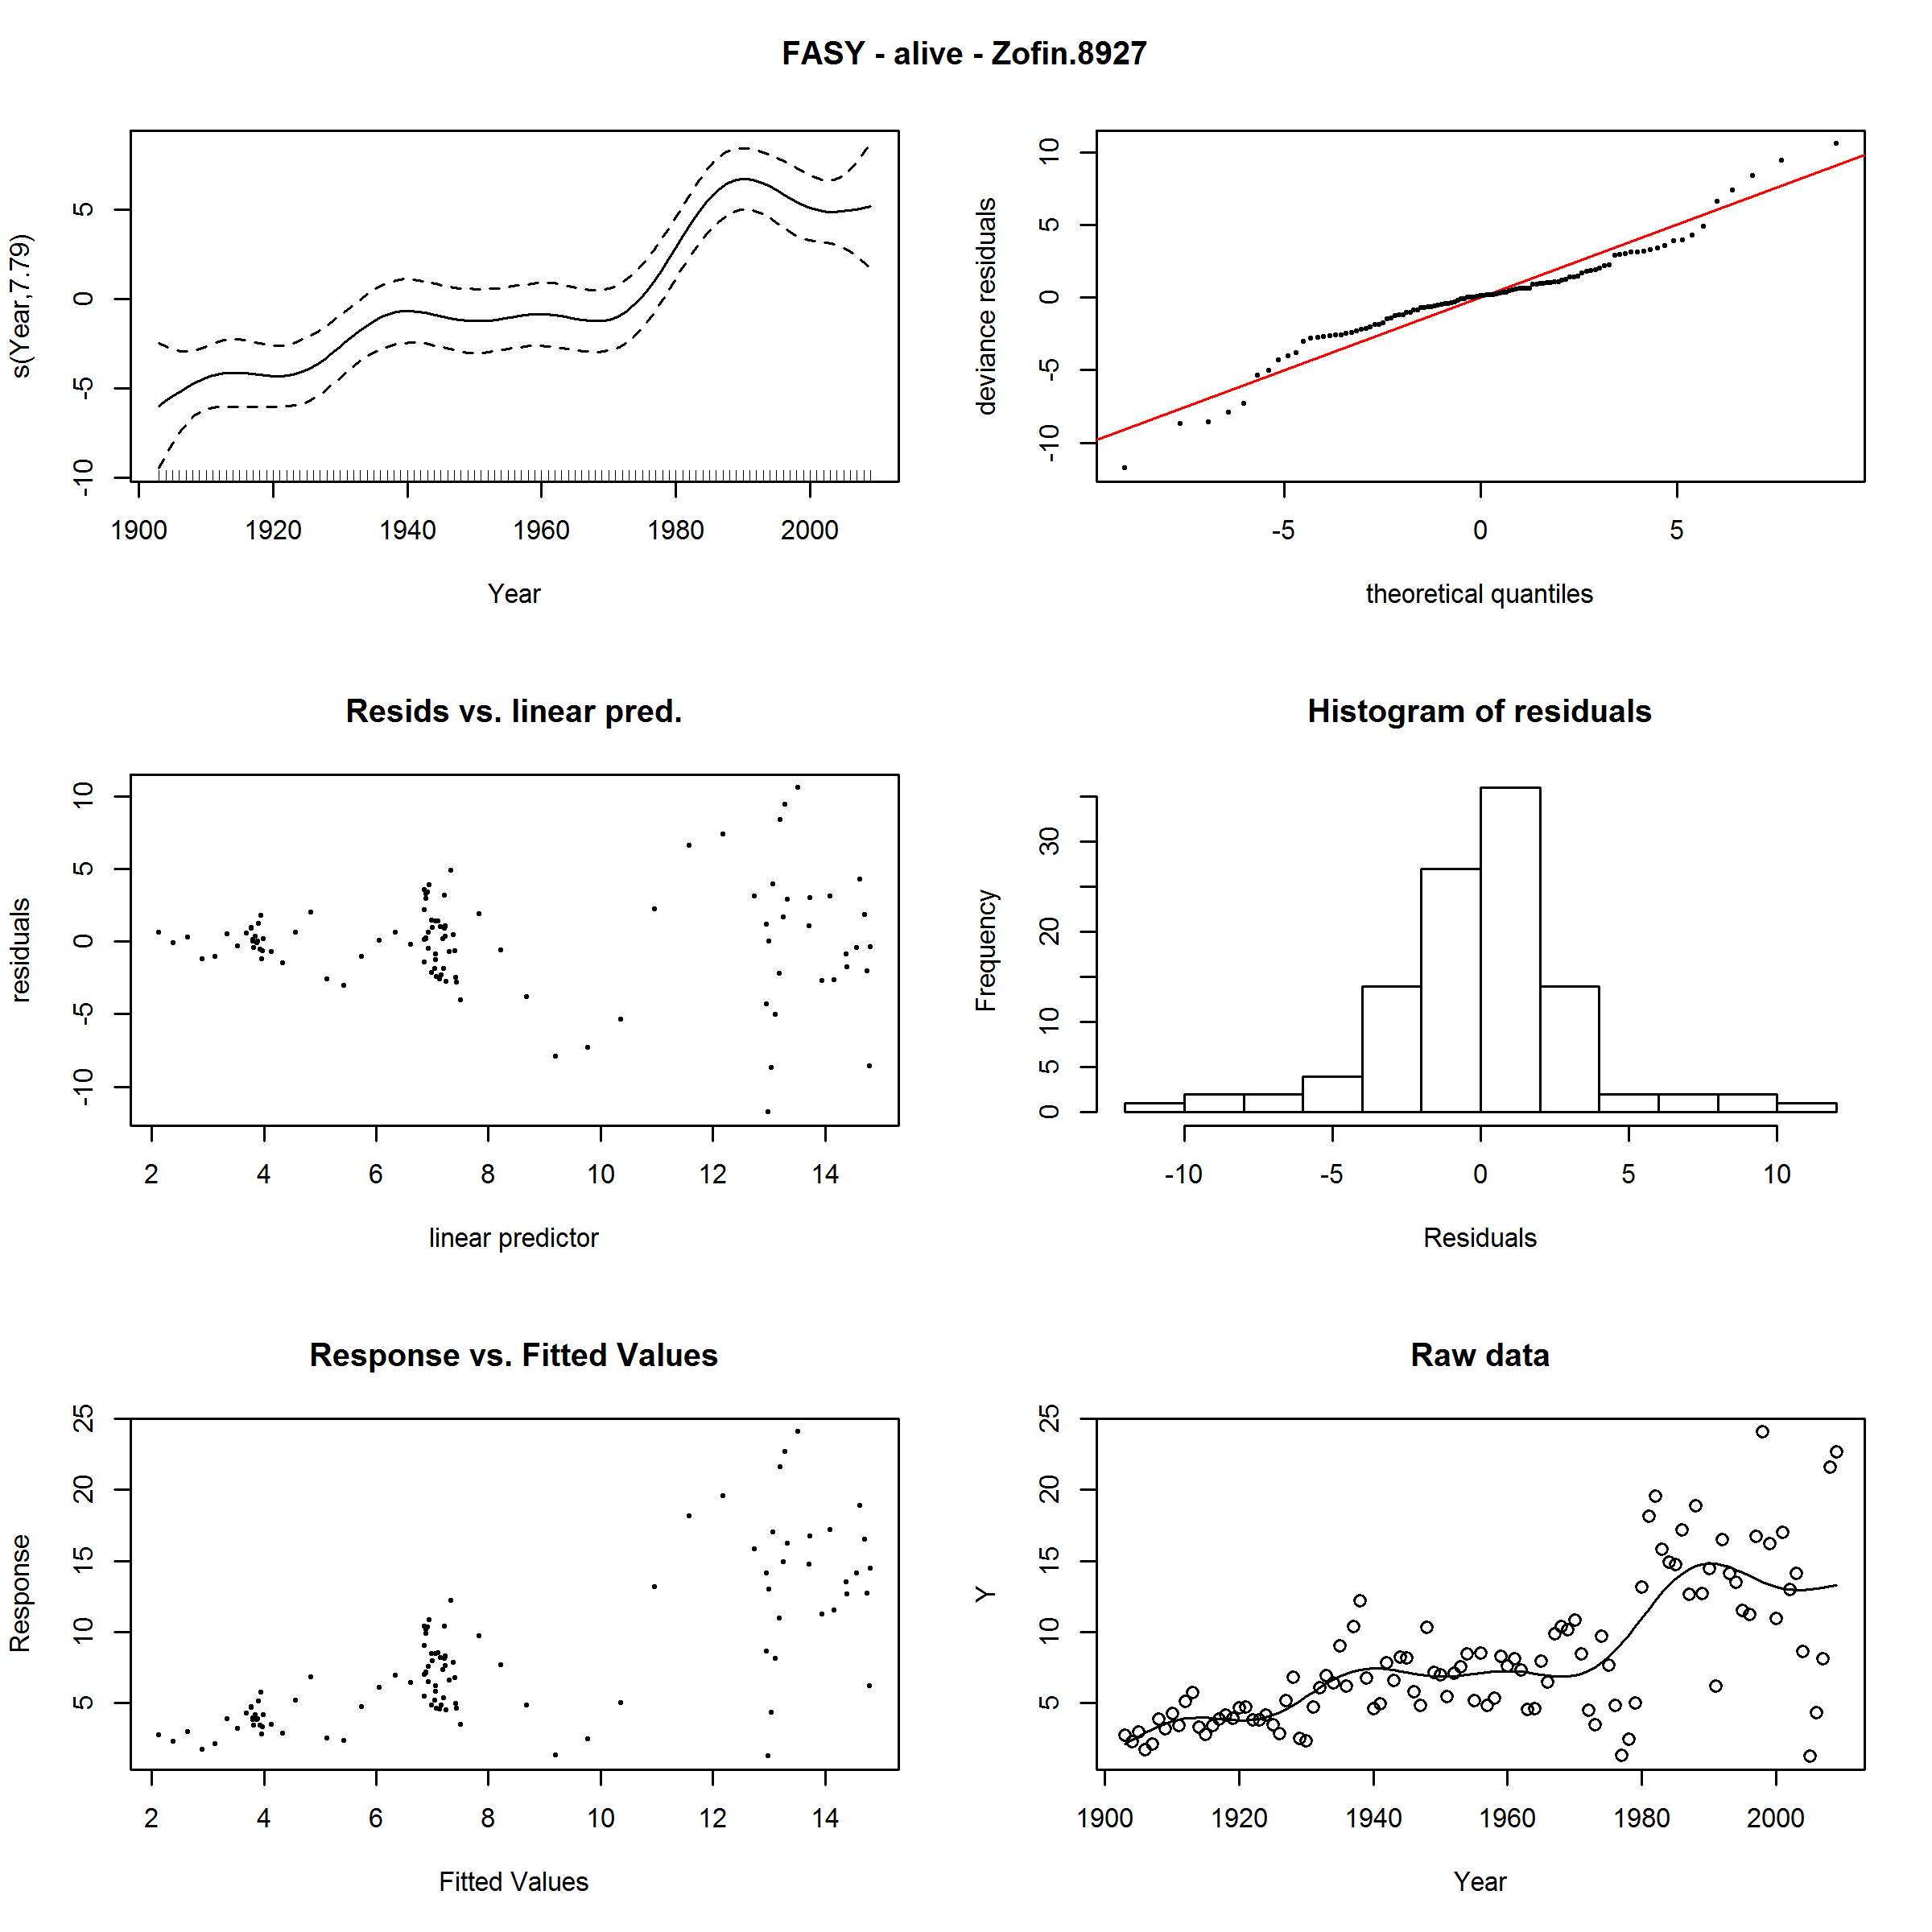 FASY - alive - Zofin.8927
s(Year,7.79)
5
0
-5
-10
1900 1920 1940 1960 1980 2000
Year
deviance residuals
10
5
0
-5
-10
-5 0 5
theoretical quantiles
Resids vs. linear pred.
residuals
10
5
0
-5
-10
2 4 6 8 10 12 14
linear predictor
Histogram of residuals
Frequency
30
20
10
5
0
-10 -5 0 5 10
Residuals
Response vs. Fitted Values
Response
25
20
15
10
5
2 4 6 8 10 12 14
Fitted Values
Raw data
Y
25
20
15
10
5
1900 1920 1940 1960 1980 2000
Year